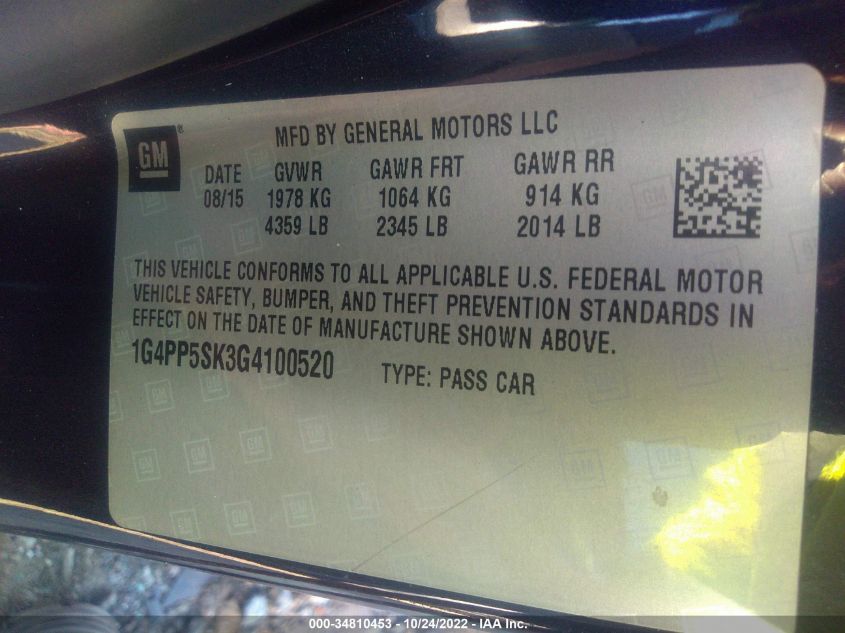 MFD BY GENERAL MOTORS LLC
GM®
DATE GVWR GAWR FRT GAWR RR
08/15 1978 KG 1064 KG 914 KG
4359 LB 2345 LB 2014 LB
THIS VEHICLE CONFORMS TO ALL APPLICABLE U.S. FEDERAL MOTOR
VEHICLE SAFETY, BUMPER, AND THEFT PREVENTION STANDARDS IN
EFFECT ON THE DATE OF MANUFACTURE SHOWN ABOVE.
1G4PP5SK3G4100520 TYPE: PASS CAR
000-34810453 - 10/24/2022 - IAA Inc.